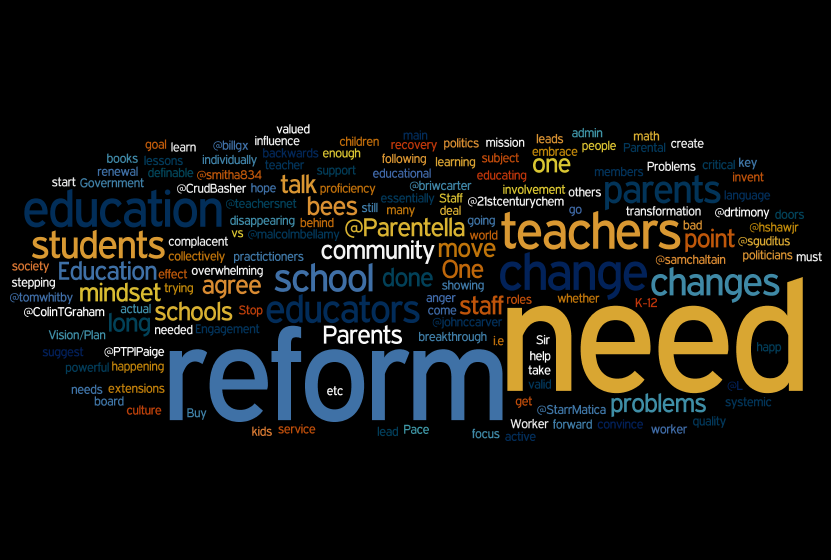 valued
main
admin
goal learn @billgx influence children recovery politics mission leads people math
books lessons individually backwards enough following learning subject embrace Parental create
renewal definable @smitha834 teacher support educational educating one members Problems critical key
start Government @CrudBasher hope talk proficiency essentially @briwcarter Staff involvement others parents language invent
education @teachersnet bees still many deal @21stcenturychem go transformation @drtimony doors
disappearing behind @Parentella going world teachers bad @hshawjr
students complacent vs @malcolmbellamy community move point @sguditus
society collectively practictioners One change @samchaltain politicians must
stepping Education effect overwhelming school done showing changes
@tomwhitby mindset trying agree educators anger staff roles whether K-12
@ColinTGraham actual schools Stop come @johnccarver
long needed Engagement Parents breakthrough i.e need
Vision/Plan reform Sir happ
suggest @PTPIPaige help
powerful happening take
needs extensions etc valid @L
board get problems systemic
culture Buy @StarrMatica
kids service lead Pace Worker forward convince worker quality
focus active